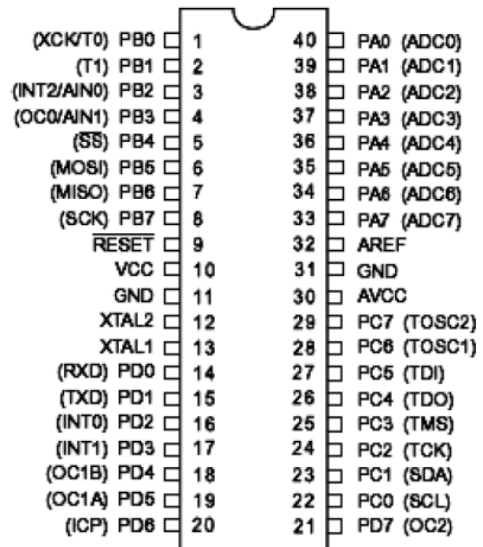 (XCK/T0) PB0 1 40 PA0 (ADC0)
(T1) PB1 2 39 PA1 (ADC1)
(INT2/AIN0) PB2 3 38 PA2 (ADC2)
(OC0/AIN1) PB3 4 37 PA3 (ADC3)
(SS) PB4 5 36 PA4 (ADC4)
(MOSI) PB5 6 35 PA5 (ADC5)
(MISO) PB6 7 34 PA6 (ADC6)
(SCK) PB7 8 33 PA7 (ADC7)
RESET 9 32 AREF
VCC 10 31 GND
GND 11 30 AVCC
XTAL2 12 29 PC7 (TOSC2)
XTAL1 13 28 PC6 (TOSC1)
(RXD) PD0 14 27 PC5 (TDI)
(TXD) PD1 15 26 PC4 (TDO)
(INT0) PD2 16 25 PC3 (TMS)
(INT1) PD3 17 24 PC2 (TCK)
(OC1B) PD4 18 23 PC1 (SDA)
(OC1A) PD5 19 22 PC0 (SCL)
(ICP) PD6 20 21 PD7 (OC2)